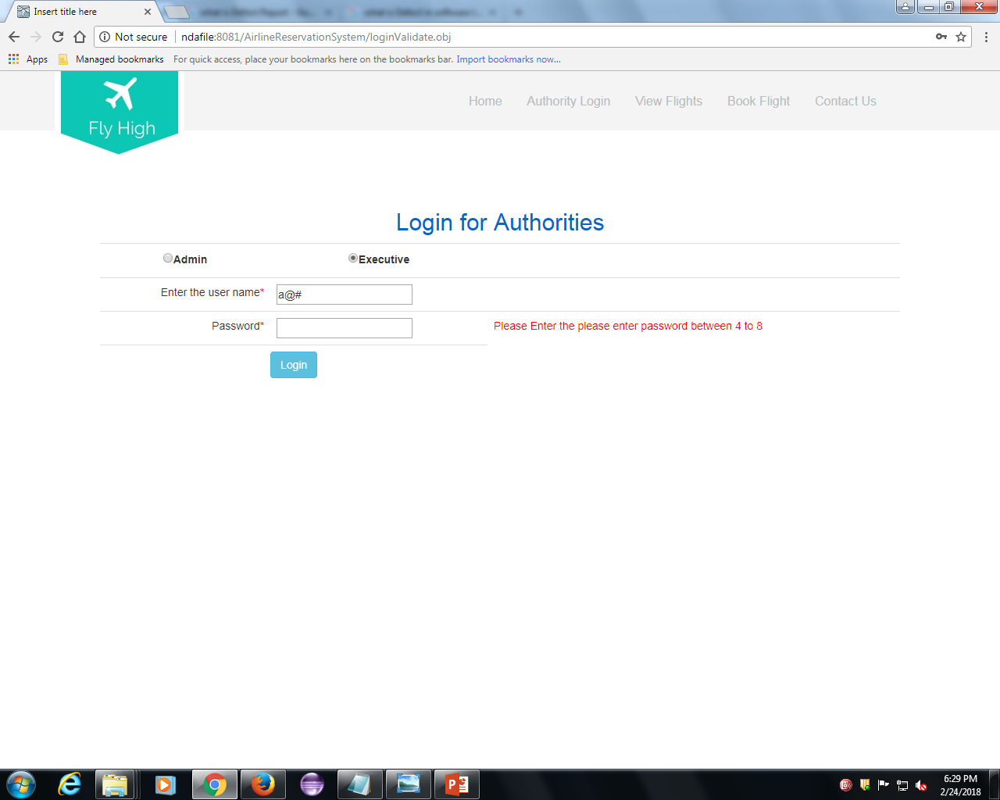 Insert title here
Not secure
ndafile:8081/AirlineReservationSystem/loginValidate.obj
Apps
Managed bookmarks
For quick access, place your bookmarks here on the bookmarks bar. Import bookmarks now...
Fly High
Home
Authority Login
View Flights
Book Flight
Contact Us
Login for Authorities
Admin
Executive
Enter the user name*
a@#
Password*
Please Enter the please enter password between 4 to 8
Login
6:29 PM
2/24/2018